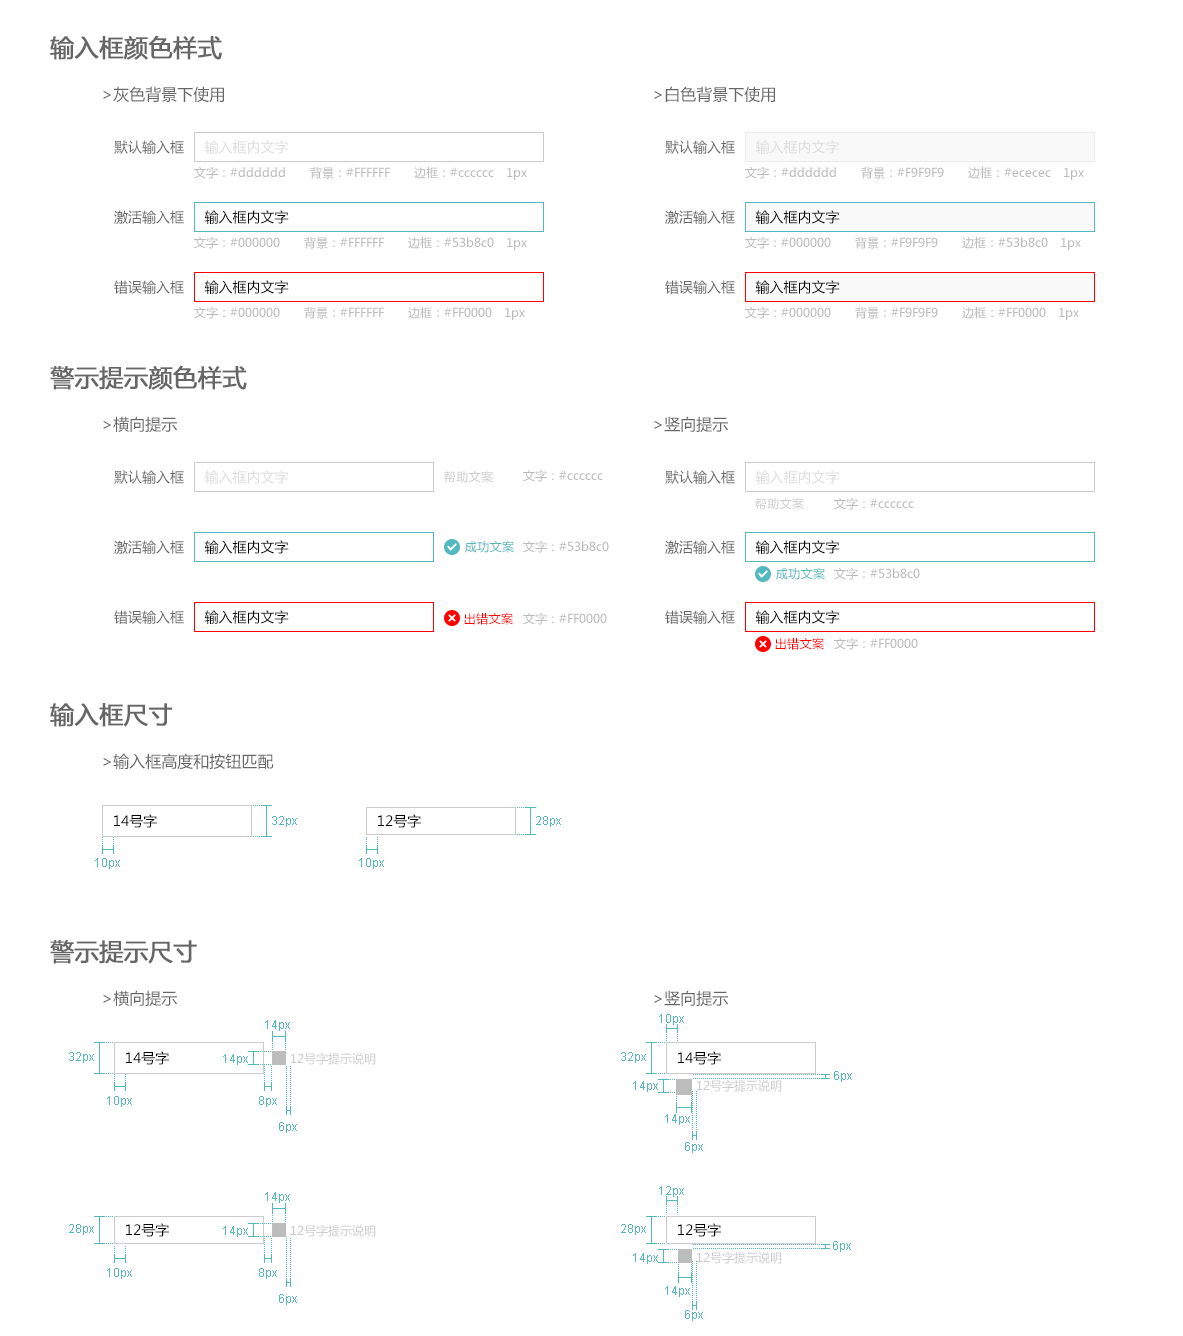 输入框颜色样式
>灰色背景下使用
默认输入框 输入框内文字
文字：#dddddd 背景：#FFFFFF 边框：#cccccc 1px
激活输入框 输入框内文字
文字：#000000 背景：#FFFFFF 边框：#53b8c0 1px
错误输入框 输入框内文字
文字：#000000 背景：#FFFFFF 边框：#FF0000 1px
>白色背景下使用
默认输入框 输入框内文字
文字：#dddddd 背景：#F9F9F9 边框：#ececec 1px
激活输入框 输入框内文字
文字：#000000 背景：#F9F9F9 边框：#53b8c0 1px
错误输入框 输入框内文字
文字：#000000 背景：#F9F9F9 边框：#FF0000 1px
警示提示颜色样式
>横向提示
默认输入框 输入框内文字 帮助文案 文字：#cccccc
激活输入框 输入框内文字 成功文案 文字：#53b8c0
错误输入框 输入框内文字 出错文案 文字：#FF0000
>竖向提示
默认输入框 输入框内文字
帮助文案 文字：#cccccc
激活输入框 输入框内文字
成功文案 文字：#53b8c0
错误输入框 输入框内文字
出错文案 文字：#FF0000
输入框尺寸
>输入框高度和按钮匹配
14号字 32px
10px
12号字 28px
10px
警示提示尺寸
>横向提示
14px
32px 14号字 14px 12号字提示说明
10px 8px
6px
14px
28px 12号字 14px 12号字提示说明
10px 8px
6px
>竖向提示
10px
32px 14号字
6px
14px 12号字提示说明
14px
6px
12px
28px 12号字
6px
14px 12号字提示说明
14px
6px